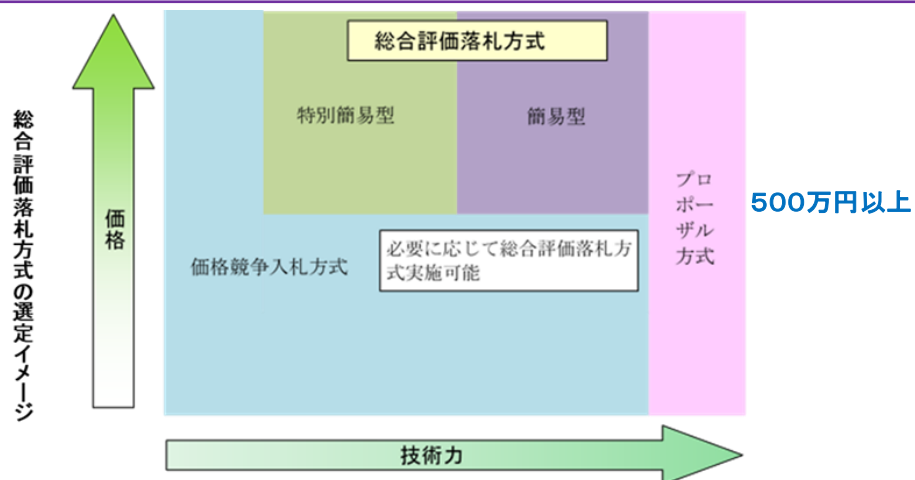 総合評価落札方式の選定イメージ
価格
総合評価落札方式
特別簡易型
簡易型
価格競争入札方式
必要に応じて総合評価落札方
式実施可能
プロ
ポー
ザル
方式
500万円以上
技術力